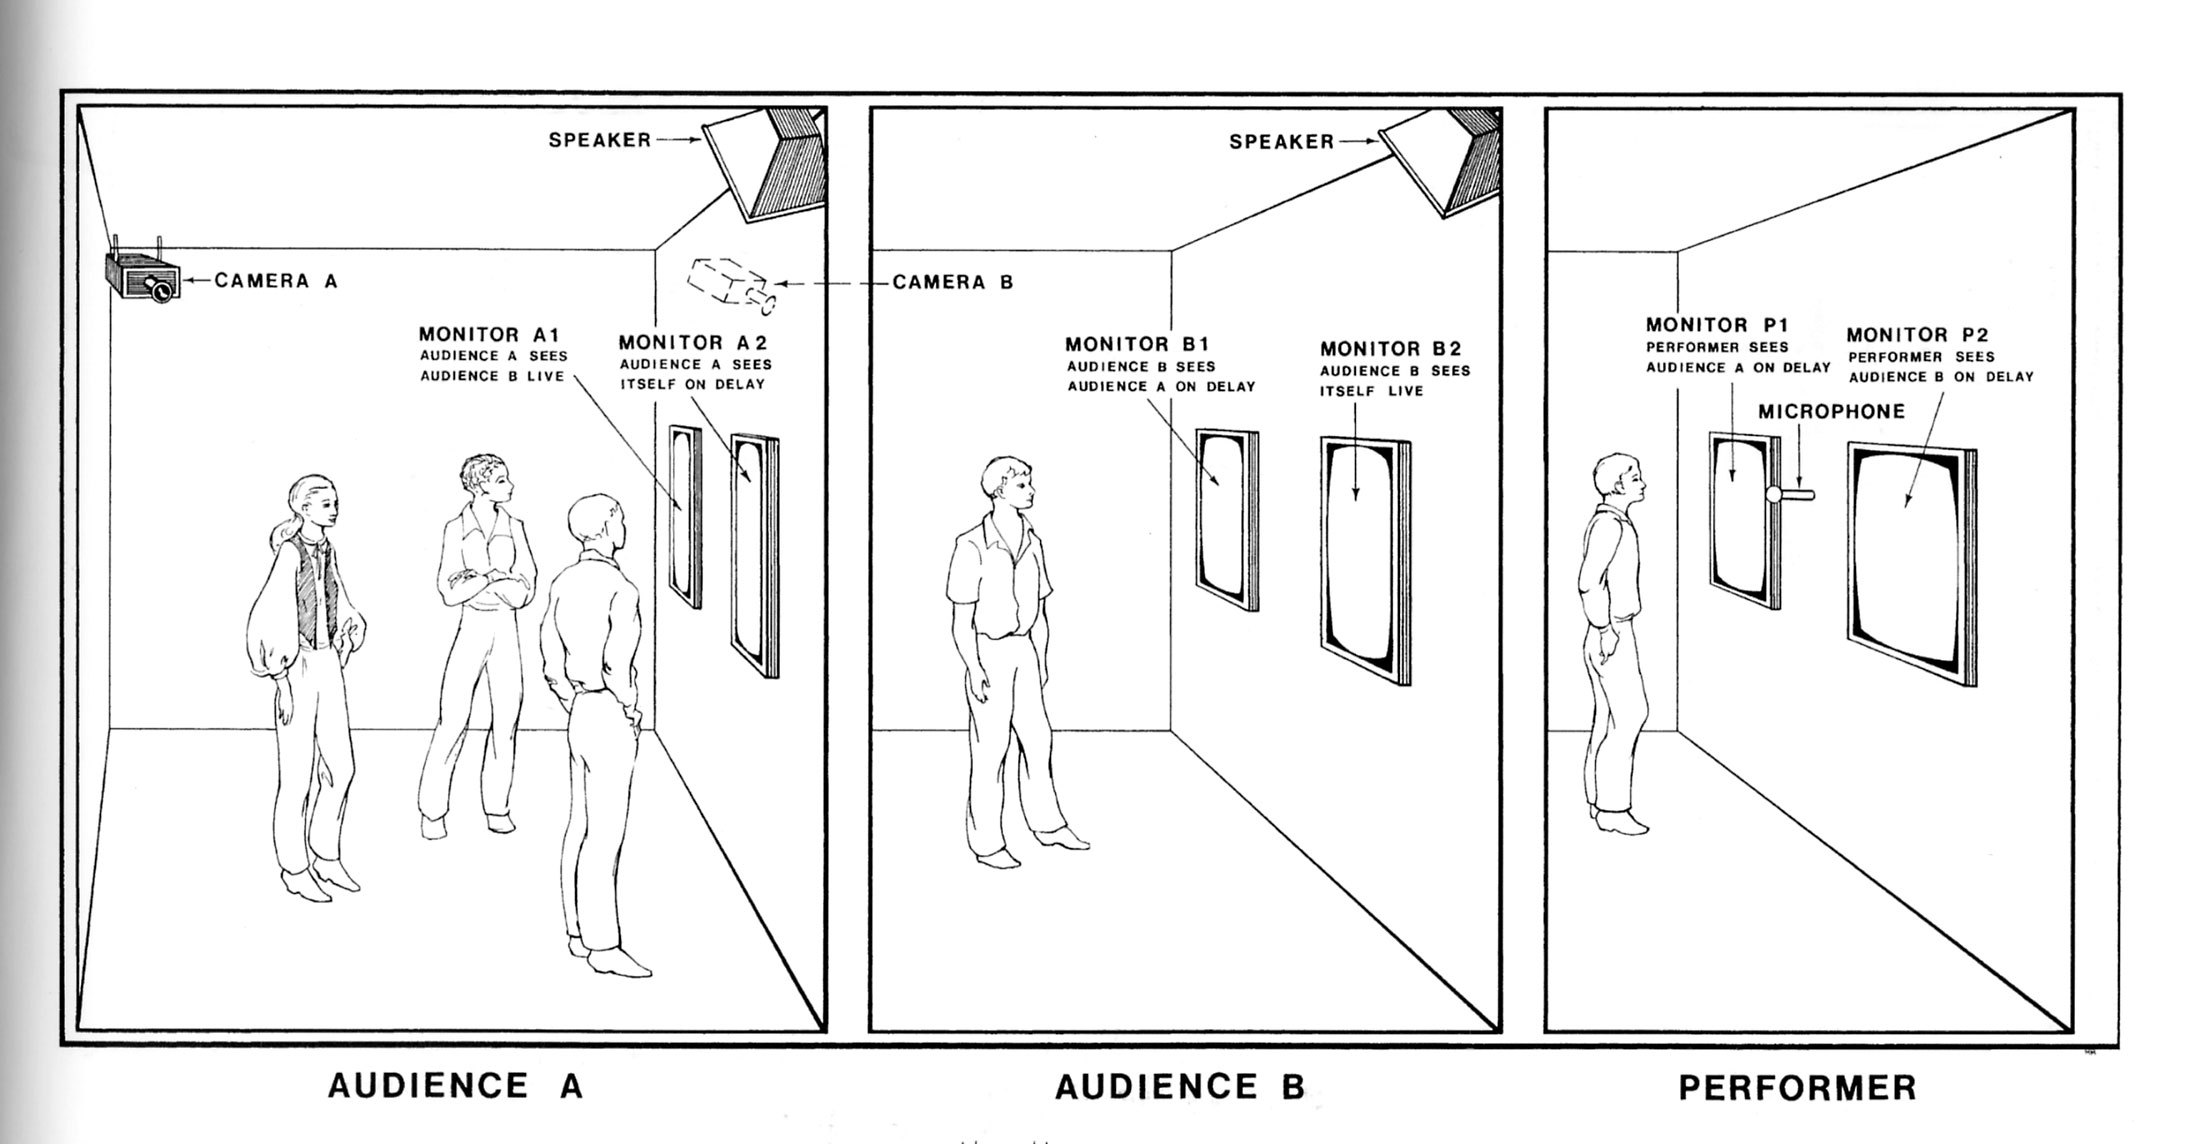 SPEAKER
CAMERA A
MONITOR A1
AUDIENCE A SEES
AUDIENCE B LIVE
MONITOR A2
AUDIENCE A SEES
ITSELF ON DELAY
SPEAKER
CAMERA B
MONITOR B1
AUDIENCE B SEES
AUDIENCE A ON DELAY
MONITOR B2
AUDIENCE B SEES
ITSELF LIVE
MONITOR P1
PERFORMER SEES
AUDIENCE A ON DELAY
MONITOR P2
PERFORMER SEES
AUDIENCE B ON DELAY
MICROPHONE
AUDIENCE A
AUDIENCE B
PERFORMER